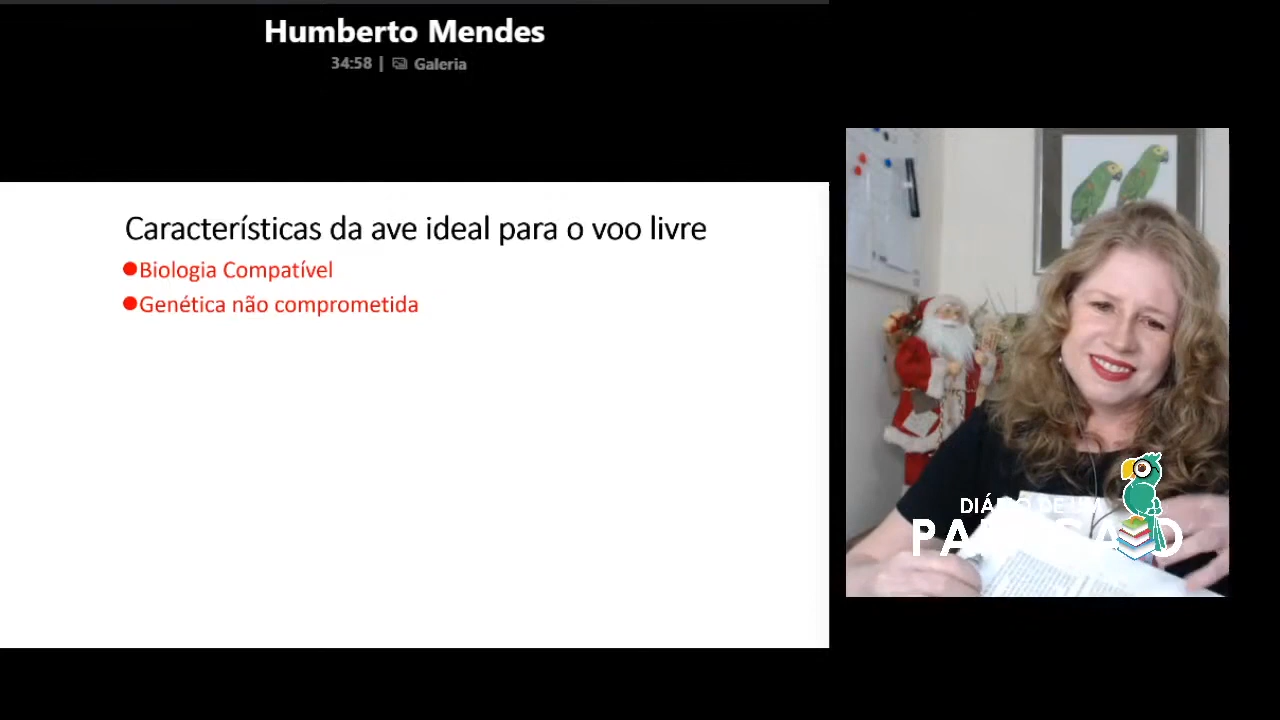 Humberto Mendes
34:58 | Galeria
Características da ave ideal para o voo livre
●Biologia Compatível
●Genética não comprometida